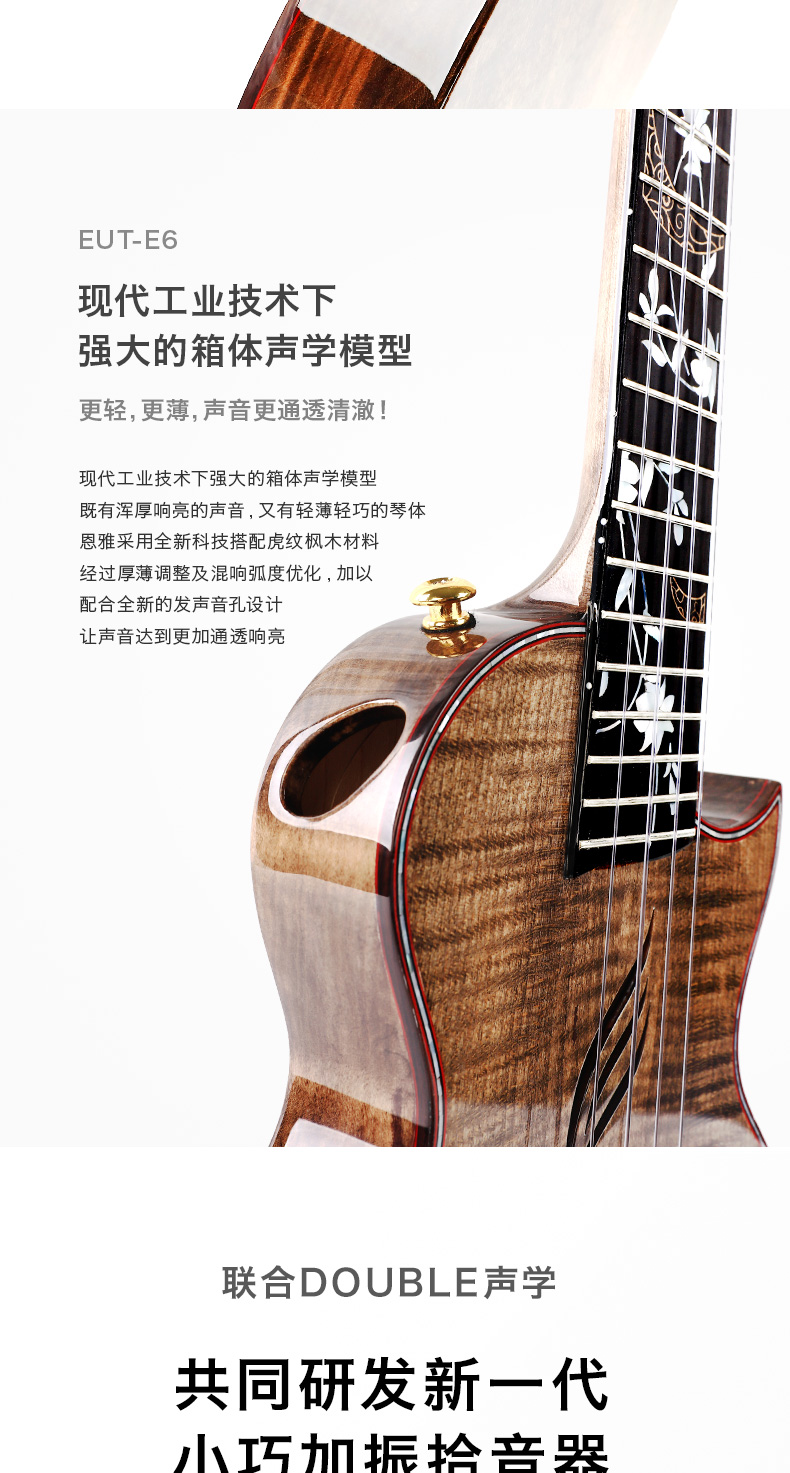 EUT-E6
现代工业技术下
强大的箱体声学模型
更轻,更薄,声音更通透清澈!
现代工业技术下强大的箱体声学模型
既有浑厚响亮的声音,又有轻薄轻巧的琴体
恩雅采用全新科技搭配虎纹枫木材料
经过厚薄调整及混响弧度优化,加以
配合全新的发声音孔设计
让声音达到更加通透响亮
联合DOUBLE声学
共同研发新一代
小巧加振拾音器